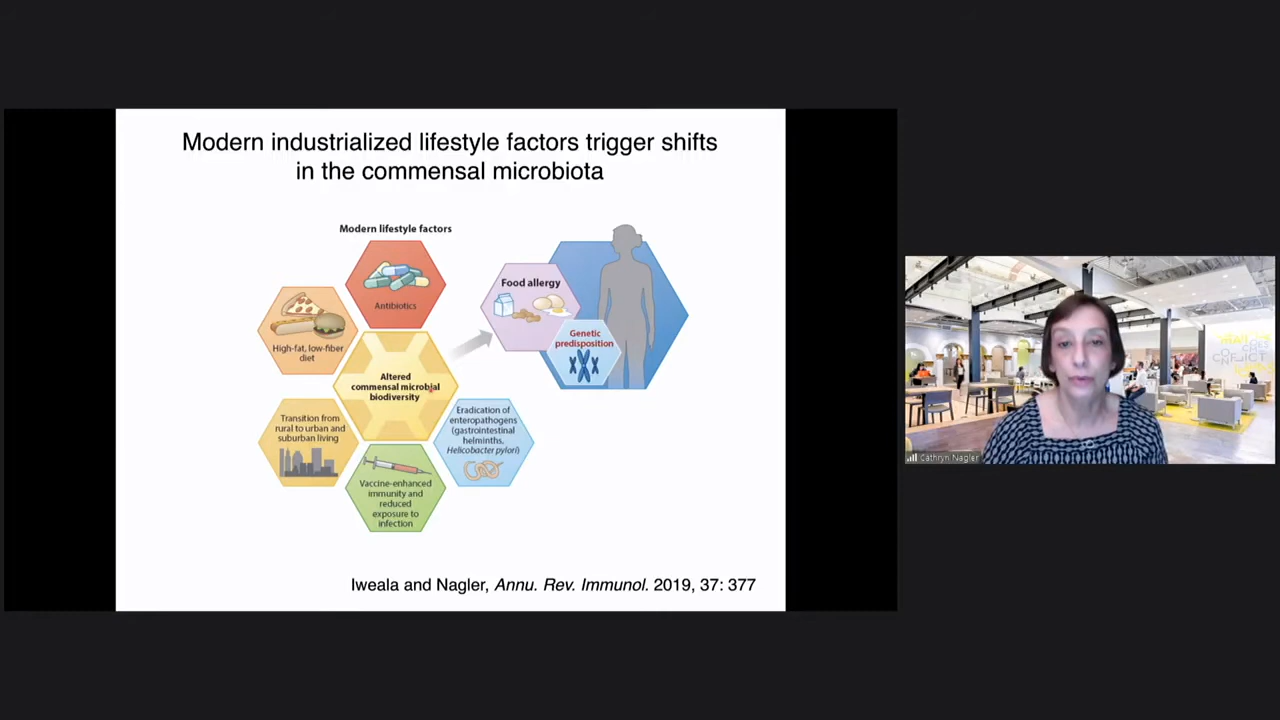 Modern industrialized lifestyle factors trigger shifts
in the commensal microbiota
Modern lifestyle factors
Antibiotics
High-fat, low-fiber
diet
Altered
commensal microbial
biodiversity
Transition from
rural to urban and
suburban living
Vaccine-enhanced
immunity and
reduced
exposure to
infection
Eradication of
enteropathogens
(gastrointestinal
helminths,
Helicobacter pylori)
Food allergy
Genetic
predisposition
Iweala and Nagler, Annu. Rev. Immunol. 2019, 37: 377
Cathryn Nagler